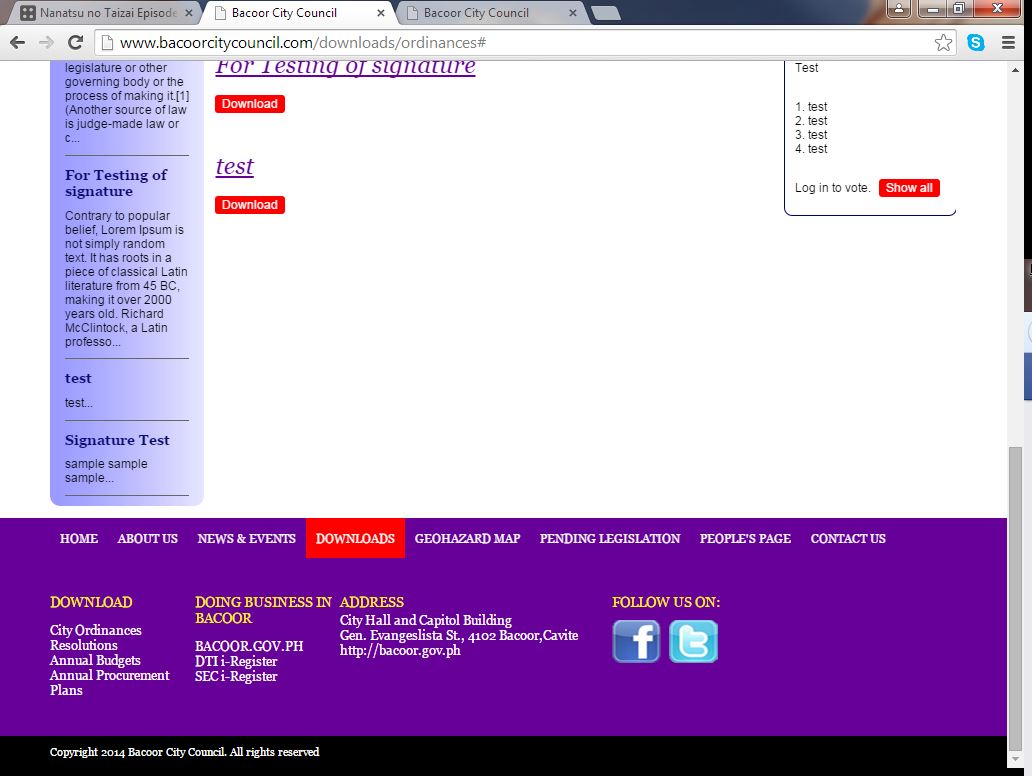 Nanatsu no Taizai Episode
Bacoor City Council
Bacoor City Council
www.bacoorcitycouncil.com/downloads/ordinances#
legislature or other
governing body or the
process of making it.[1]
(Another source of law
is judge-made law or
c...
For Testing of
signature
Contrary to popular
belief, Lorem Ipsum is
not simply random
text. It has roots in a
piece of classical Latin
literature from 45 BC,
making it over 2000
years old. Richard
McClintock, a Latin
professo...
test
test...
Signature Test
sample sample
sample...
For Testing of signature
Download
test
Download
Test
1. test
2. test
3. test
4. test
Log in to vote. Show all
HOME ABOUT US NEWS & EVENTS DOWNLOADS GEOHAZARD MAP PENDING LEGISLATION PEOPLE'S PAGE CONTACT US
DOWNLOAD
City Ordinances
Resolutions
Annual Budgets
Annual Procurement
Plans
DOING BUSINESS IN
BACOOR
BACOOR.GOV.PH
DTI i-Register
SEC i-Register
ADDRESS
City Hall and Capitol Building
Gen. Evangeslista St., 4102 Bacoor,Cavite
http://bacoor.gov.ph
FOLLOW US ON:
Copyright 2014 Bacoor City Council. All rights reserved